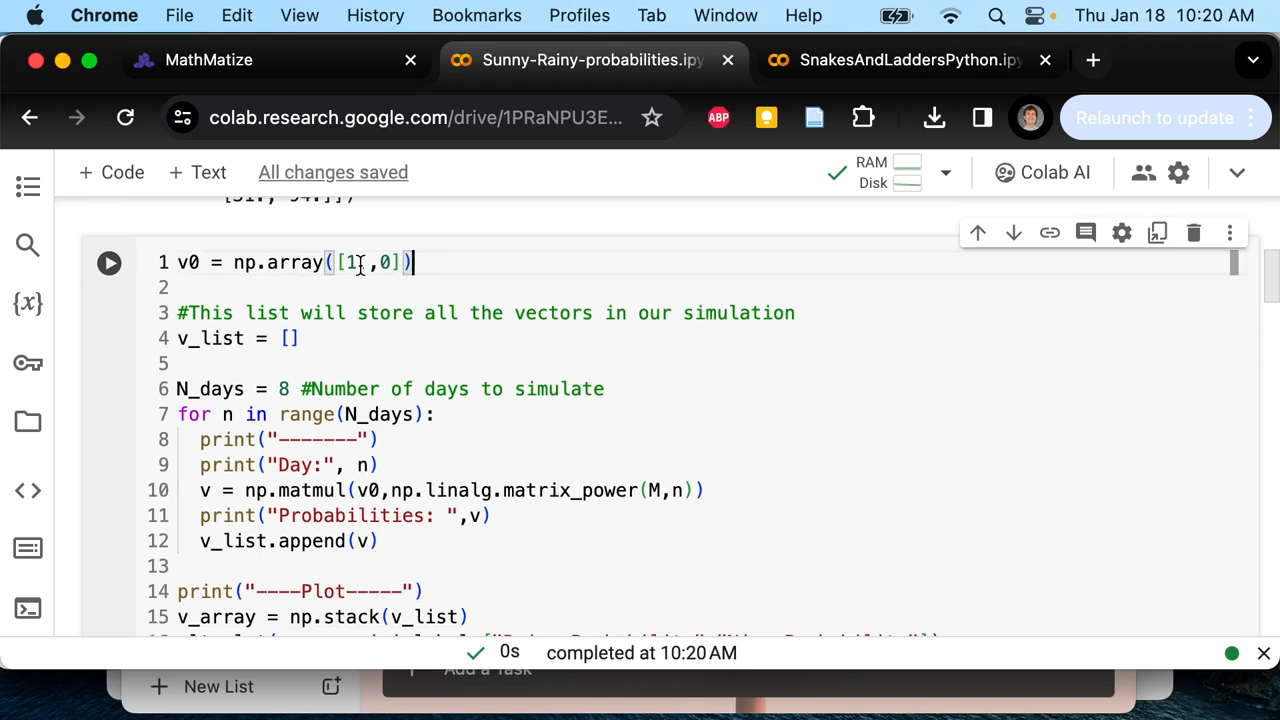 Chrome File Edit View History Bookmarks Profiles Tab Window Help Thu Jan 18 10:20 AM
MathMatize Sunny-Rainy-probabilities.ipy SnakesAndLaddersPython.ipy
colab.research.google.com/drive/1PRaNPU3E... ABP Relaunch to update
+ Code + Text All changes saved RAM Disk Colab AI
1 v0 = np.array([1,0])
2
3 #This list will store all the vectors in our simulation
4 v_list = []
5
6 N_days = 8 #Number of days to simulate
7 for n in range(N_days):
8 print("-------")
9 print("Day:", n)
10 v = np.matmul(v0,np.linalg.matrix_power(M,n))
11 print("Probabilities: ",v)
12 v_list.append(v)
13
14 print("----Plot-----")
15 v_array = np.stack(v_list)
0s completed at 10:20 AM
+ New List + Add a Task